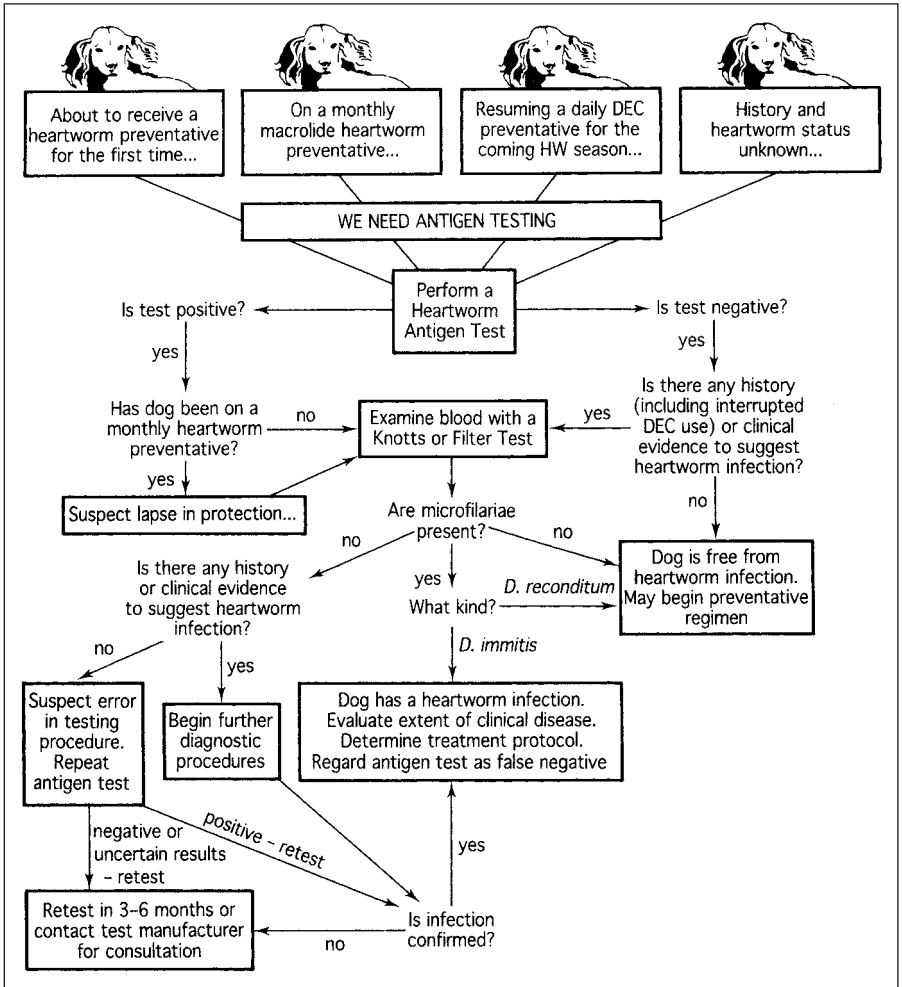 About to receive a
heartworm preventative
for the first time...
On a monthly
macrolide heartworm
preventative...
Resuming a daily DEC
preventative for the
coming HW season...
History and
heartworm status
unknown...
WE NEED ANTIGEN TESTING
Perform a
Heartworm
Antigen Test
Is test positive?
Is test negative?
yes
yes
Has dog been on a
monthly heartworm
preventative?
no
Examine blood with a
Knotts or Filter Test
yes
Is there any history
(including interrupted
DEC use) or clinical
evidence to suggest
heartworm infection?
yes
Suspect lapse in protection...
no
Are microfilariae
present?
no
no
Dog is free from
heartworm infection.
May begin preventative
regimen
Is there any history
or clinical evidence
to suggest heartworm
infection?
yes
What kind?
D. reconditum
D. immitis
no
yes
Suspect error
in testing
procedure.
Repeat
antigen test
Begin further
diagnostic
procedures
Dog has a heartworm infection.
Evaluate extent of clinical disease.
Determine treatment protocol.
Regard antigen test as false negative
negative or
uncertain results
– retest
positive – retest
yes
Retest in 3–6 months or
contact test manufacturer
for consultation
no
Is infection
confirmed?